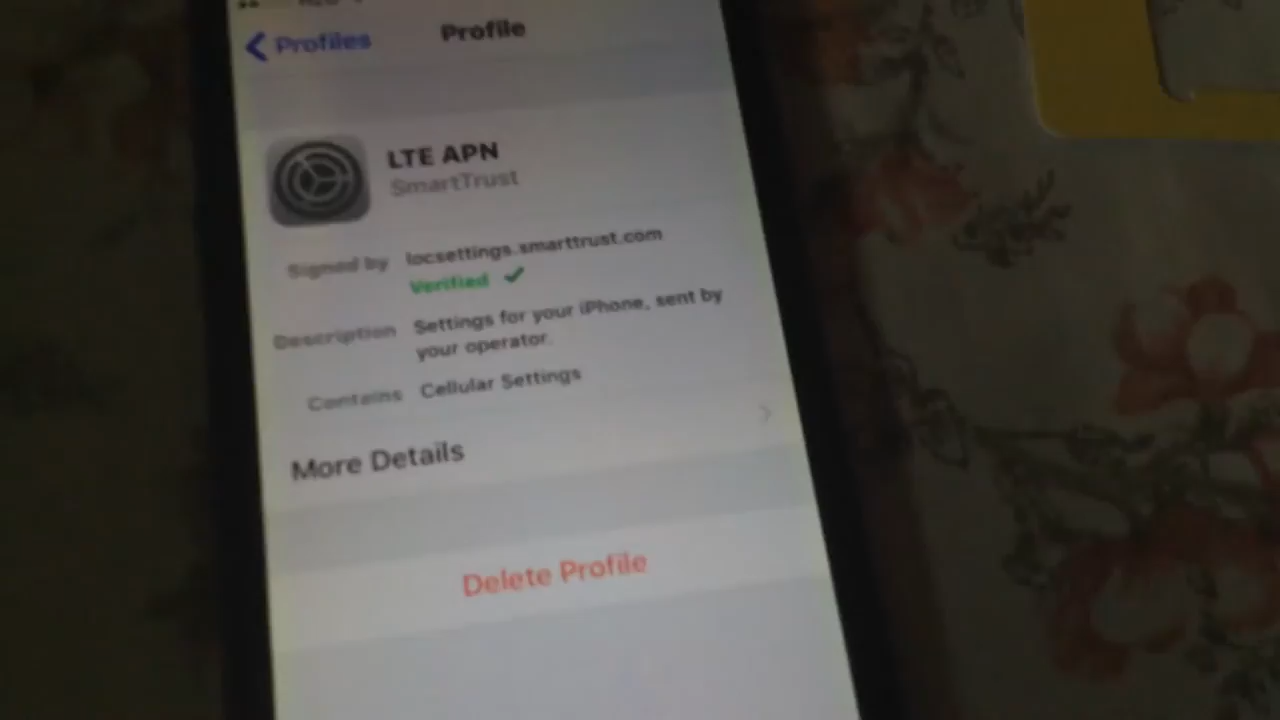 Profiles
Profile
LTE APN
SmartTrust
Signed by locsettings.smarttrust.com
Verified ✓
Description Settings for your iPhone, sent by
your operator.
Contains Cellular Settings
More Details
Delete Profile